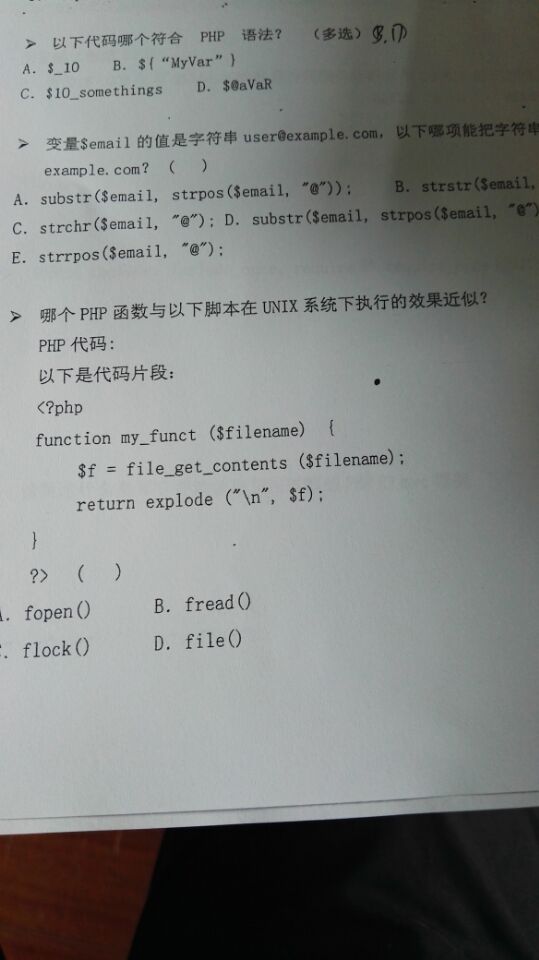 ➢ 以下代码哪个符合 PHP 语法? (多选)
A. $_10 B. ${“MyVar”}
C. $10_somethings D. $@aVaR
➢ 变量$email 的值是字符串 user@example.com, 以下哪项能把字符串
example.com? ( )
A. substr($email, strpos($email, "@")); B. strstr($email,
C. strchr($email, "@"); D. substr($email, strpos($email, "@")
E. strrpos($email, "@");
➢ 哪个 PHP 函数与以下脚本在 UNIX 系统下执行的效果近似?
PHP 代码:
以下是代码片段:
<?php
function my_funct ($filename) {
$f = file_get_contents ($filename);
return explode ("\n", $f);
}
?> ( )
A. fopen() B. fread()
C. flock() D. file()